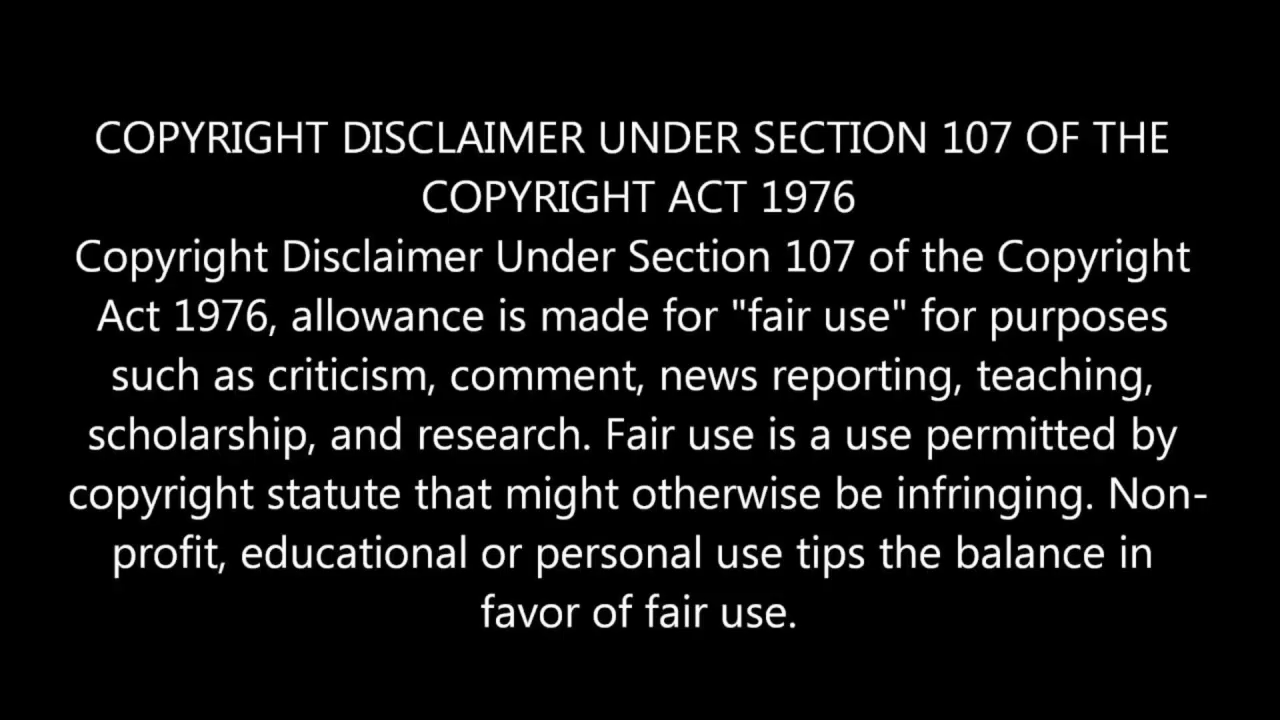 COPYRIGHT DISCLAIMER UNDER SECTION 107 OF THE
COPYRIGHT ACT 1976
Copyright Disclaimer Under Section 107 of the Copyright
Act 1976, allowance is made for "fair use" for purposes
such as criticism, comment, news reporting, teaching,
scholarship, and research. Fair use is a use permitted by
copyright statute that might otherwise be infringing. Non-
profit, educational or personal use tips the balance in
favor of fair use.